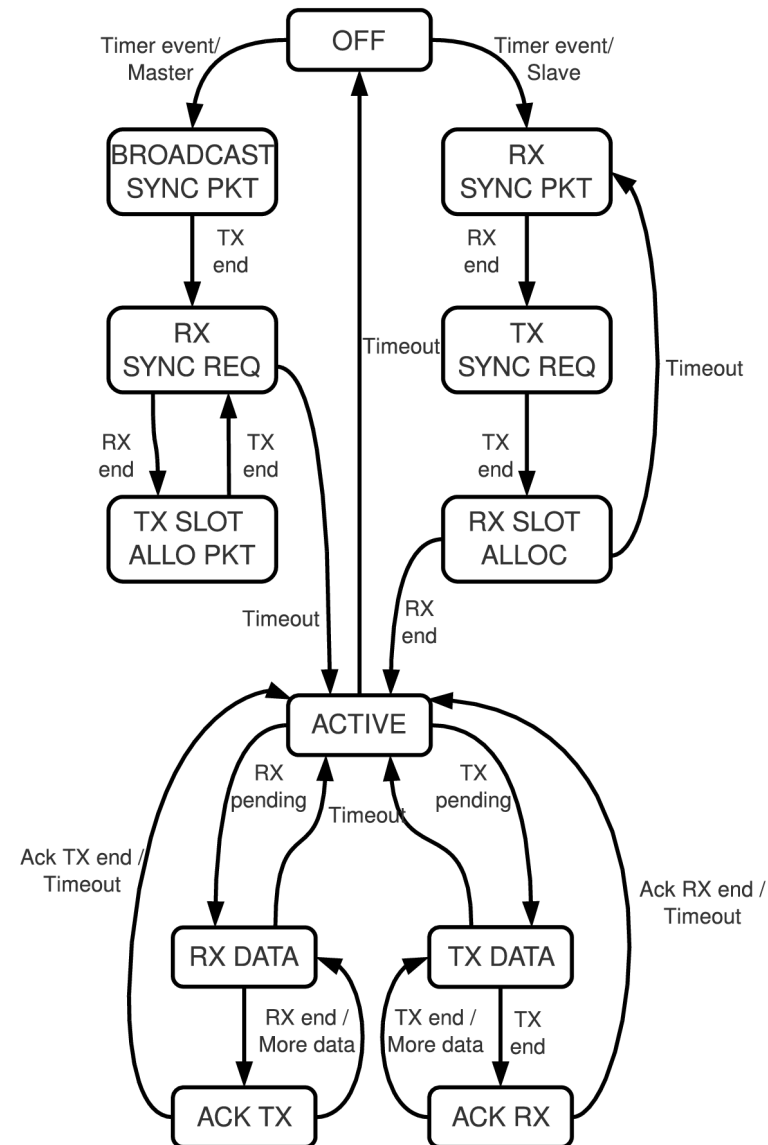 OFF
Timer event/
Master
Timer event/
Slave
BROADCAST
SYNC PKT
RX
SYNC PKT
TX
end
RX
end
RX
SYNC REQ
Timeout
TX
SYNC REQ
Timeout
RX
end
TX
end
TX
end
TX SLOT
ALLO PKT
RX SLOT
ALLOC
Timeout
RX
end
ACTIVE
RX
pending
TX
pending
Timeout
Ack TX end /
Timeout
Ack RX end /
Timeout
RX DATA
TX DATA
RX end /
More data
TX end /
More data
TX
end
ACK TX
ACK RX